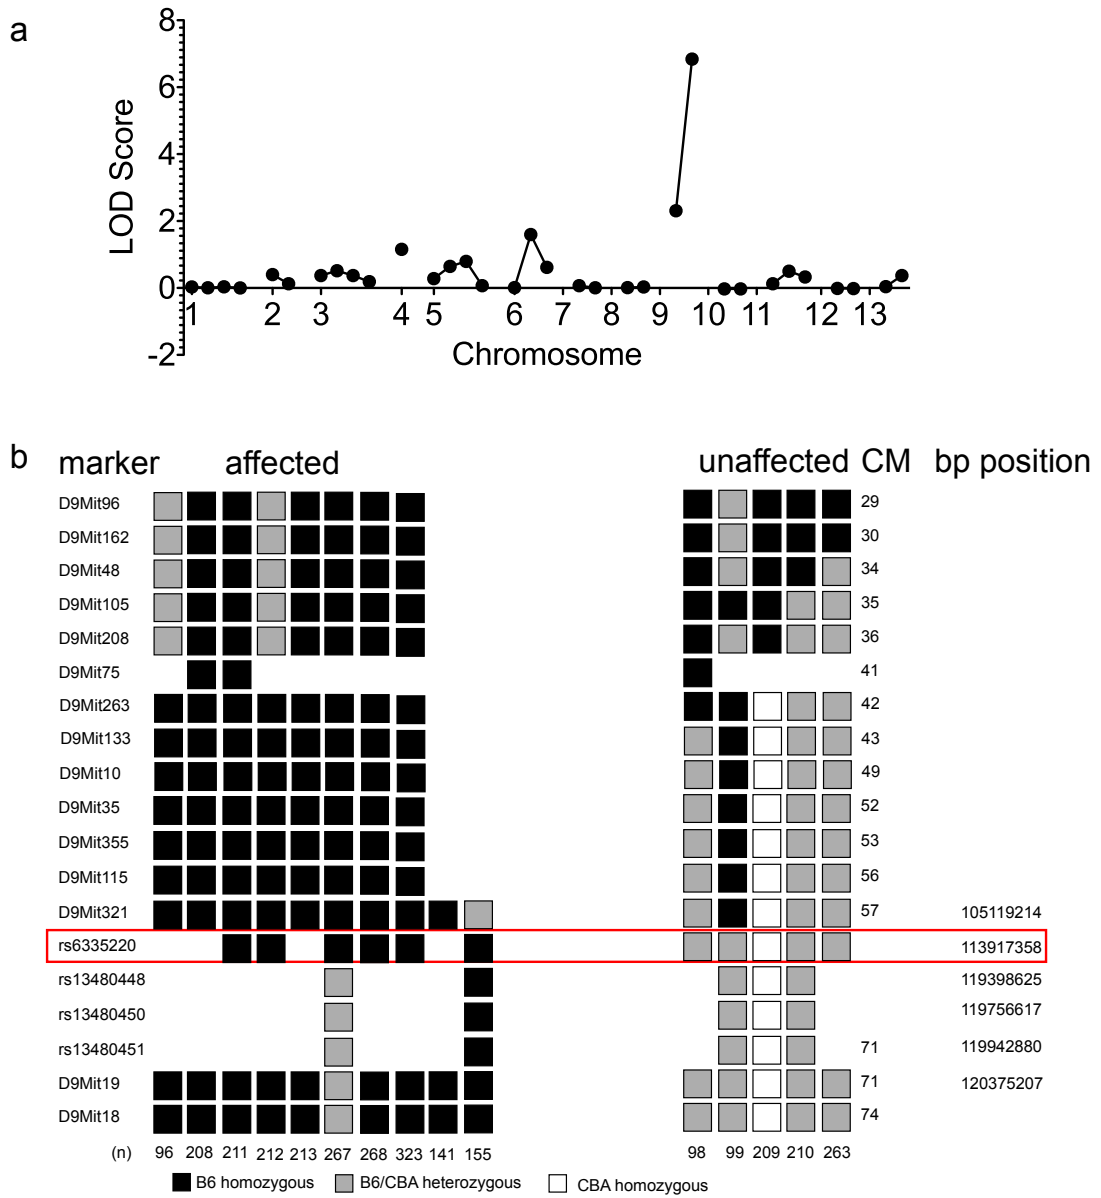 a
8
6
4
2
0
-2
LOD Score
1 2 3 4 5 6 7 8 9 10 11 12 13
Chromosome
b
marker affected unaffected CM bp position
D9Mit96 29
D9Mit162 30
D9Mit48 34
D9Mit105 35
D9Mit208 36
D9Mit75 41
D9Mit263 42
D9Mit133 43
D9Mit10 49
D9Mit35 52
D9Mit355 53
D9Mit115 56
D9Mit321 57 105119214
rs6335220 113917358
rs13480448 119398625
rs13480450 119756617
rs13480451 71 119942880
D9Mit19 71 120375207
D9Mit18 74
(n) 96 208 211 212 213 267 268 323 141 155 98 99 209 210 263
B6 homozygous B6/CBA heterozygous CBA homozygous